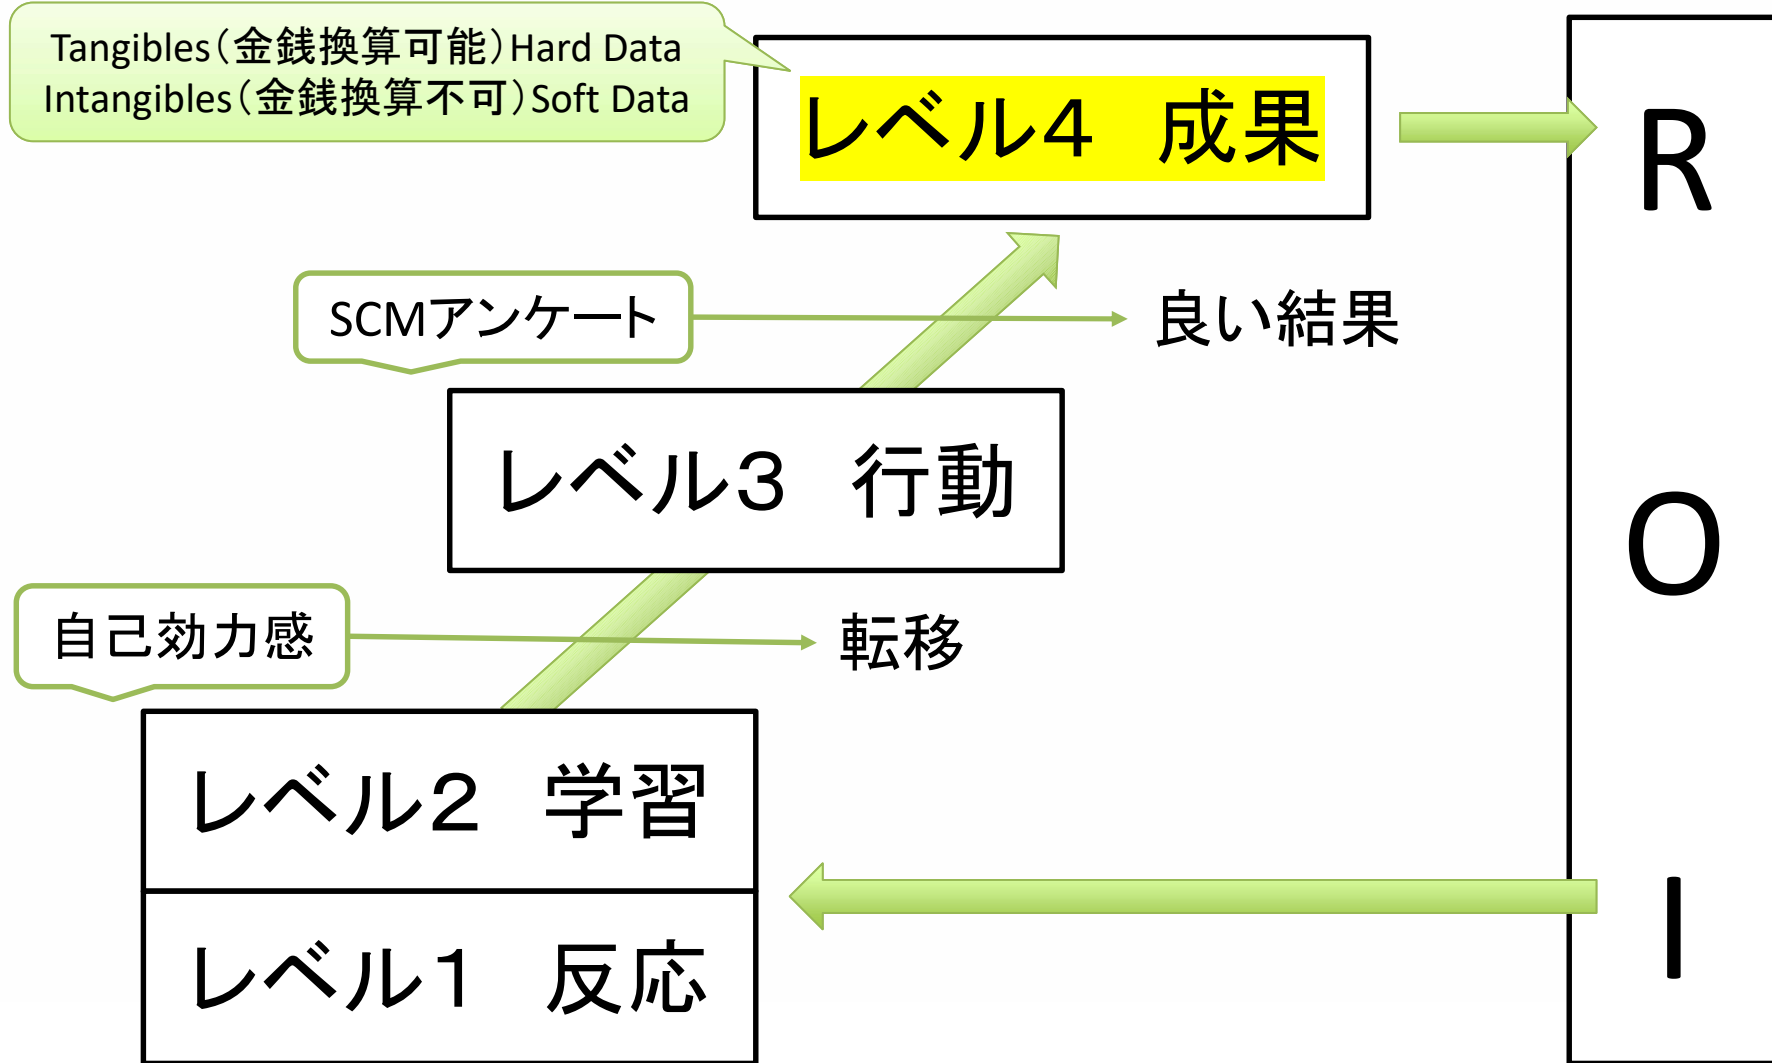 Tangibles（金銭換算可能）Hard Data
Intangibles（金銭換算不可）Soft Data
レベル４　成果
SCMアンケート
良い結果
レベル３　行動
自己効力感
転移
レベル２　学習
レベル１　反応
R
O
I